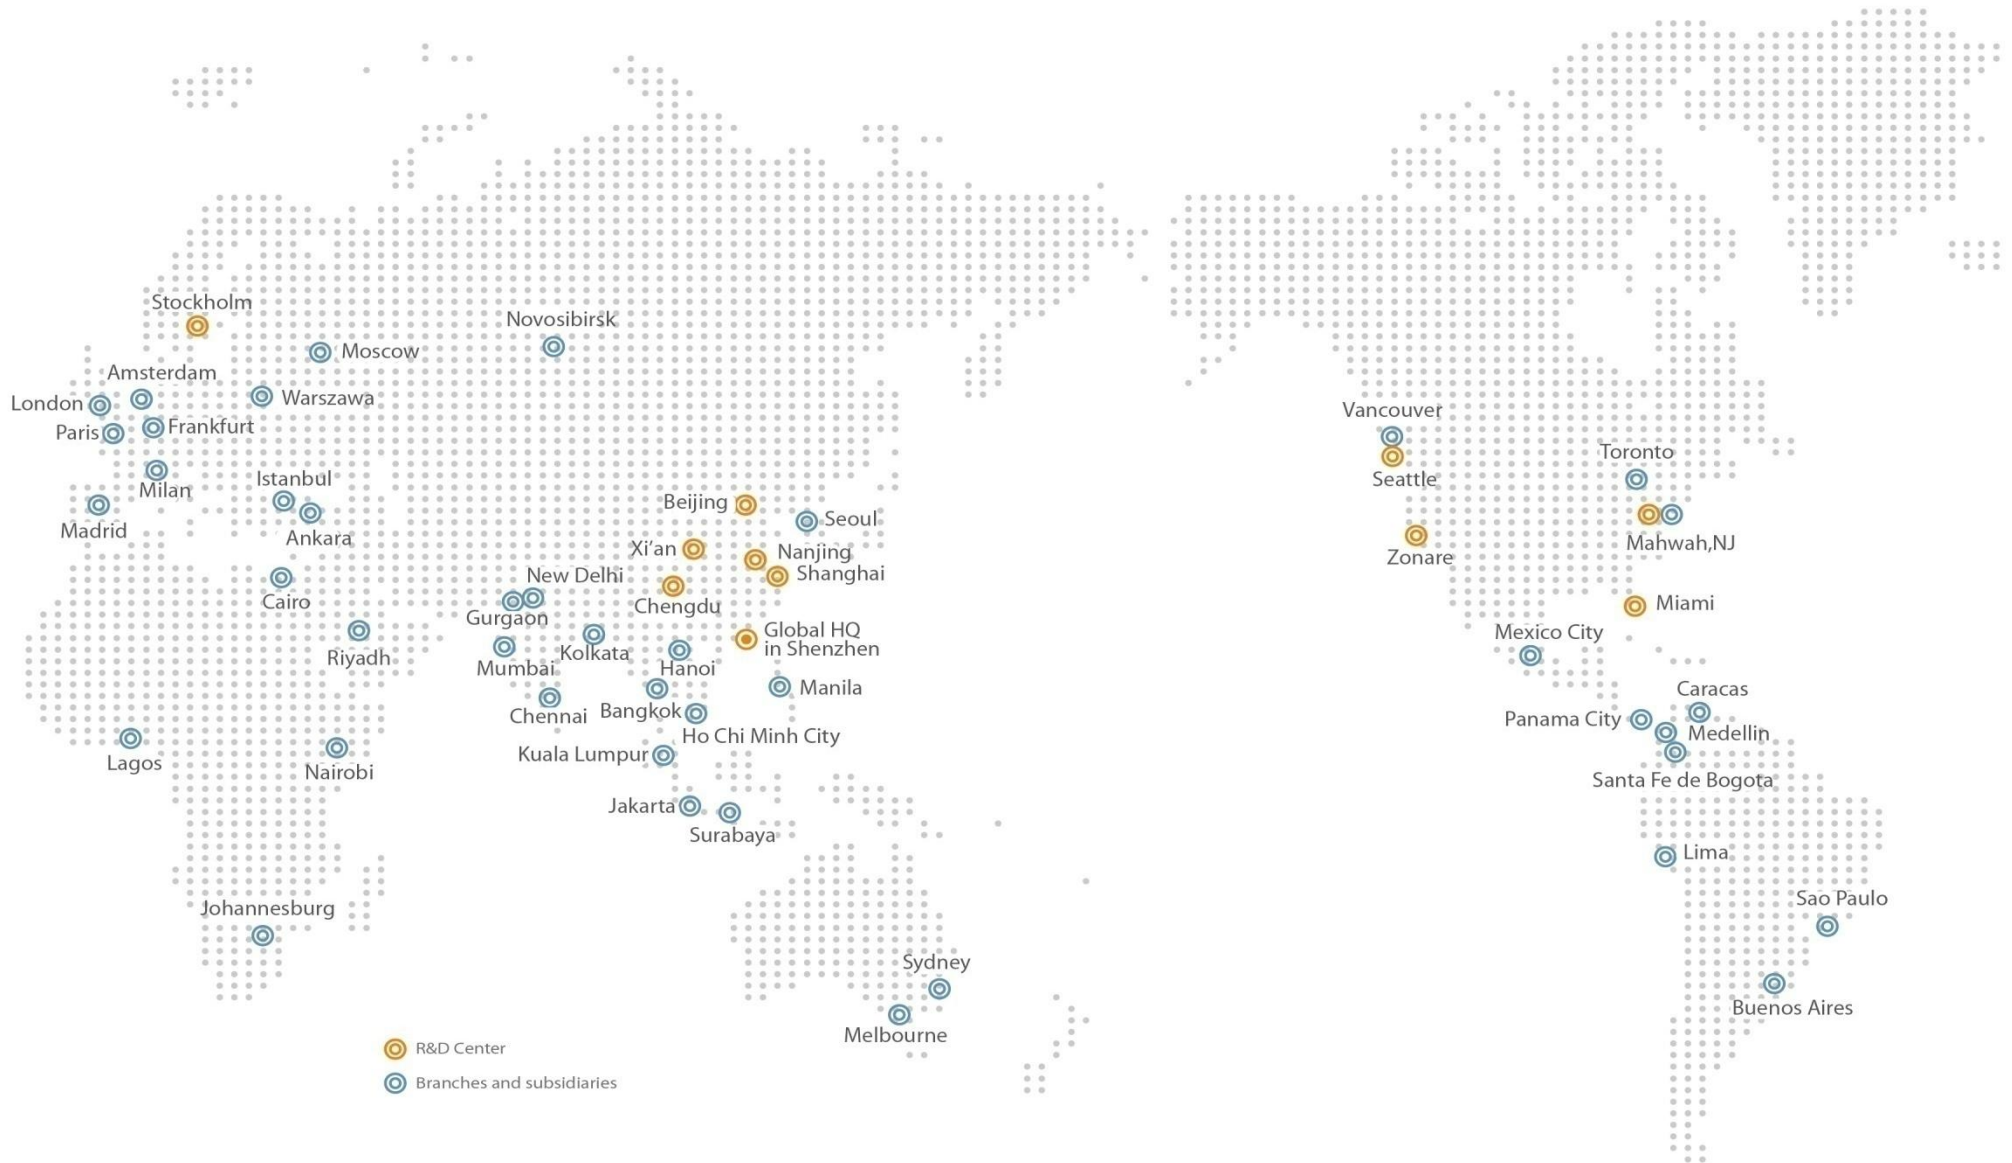 Stockholm
Novosibirsk
Moscow
Amsterdam
Warszawa
London
Vancouver
Frankfurt
Paris
Toronto
Istanbul
Seattle
Milan
Beijing
Seoul
Madrid
Ankara
Mahwah,NJ
Xi’an
Nanjing
Zonare
Shanghai
New Delhi
Cairo
Chengdu
Miami
Gurgaon
Global HQ
in Shenzhen
Mexico City
Kolkata
Riyadh
Mumbai
Hanoi
Manila
Caracas
Bangkok
Chennai
Panama City
Medellin
Ho Chi Minh City
Kuala Lumpur
Lagos
Nairobi
Santa Fe de Bogota
Jakarta
Surabaya
Lima
Sao Paulo
Johannesburg
Sydney
Buenos Aires
Melbourne
R&D Center
Branches and subsidiaries